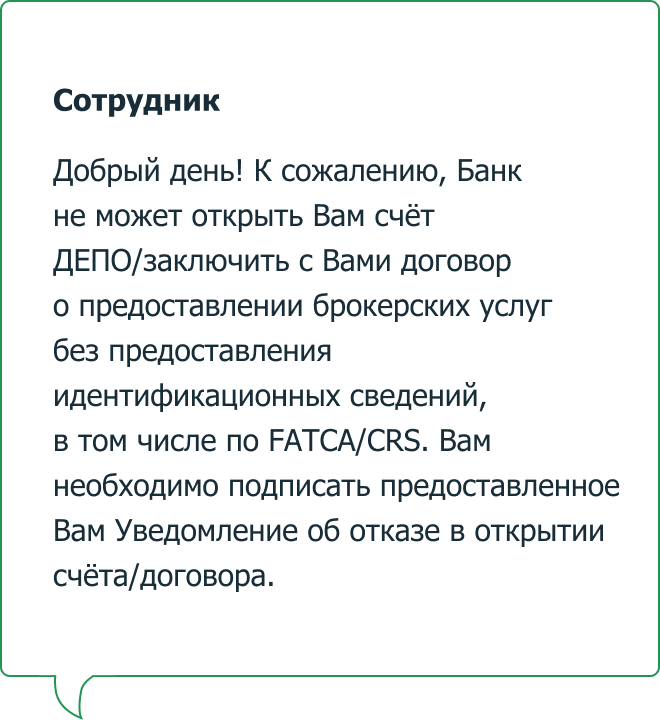 Сотрудник
Добрый день! К сожалению, Банк
не может открыть Вам счёт
ДЕПО/заключить с Вами договор
о предоставлении брокерских услуг
без предоставления
идентификационных сведений,
в том числе по FATCA/CRS. Вам
необходимо подписать предоставленное
Вам Уведомление об отказе в открытии
счёта/договора.